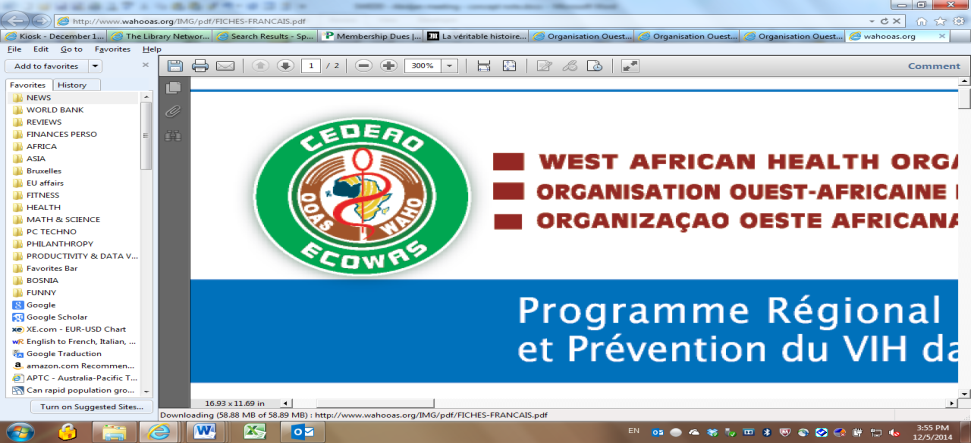 http://www.wahooas.org/IMG/pdf/FICHES-FRANCAIS.pdf
Kiosk - December 1... The Library Networ... Search Results - Sp... Membership Dues |... La véritable histoire... Organisation Ouest... Organisation Ouest... Organisation Ouest... wahooas.org
File Edit Go to Favorites Help
Add to favorites
1 / 2 300% Comment
Favorites History
NEWS
WORLD BANK
REVIEWS
FINANCES PERSO
AFRICA
ASIA
Bruxelles
EU affairs
FITNESS
HEALTH
MATH & SCIENCE
PC TECHNO
PHILANTHROPY
PRODUCTIVITY & DATA V...
Favorites Bar
BOSNIA
FUNNY
Google
Google Scholar
XE.com - EUR-USD Chart
English to French, Italian, ...
Google Traduction
amazon.com Recommen...
APTC - Australia-Pacific T...
Can rapid population gro...
Turn on Suggested Sites...
CEDEAO
OOAS WAHO
ECOWAS
WEST AFRICAN HEALTH ORGA
ORGANISATION OUEST-AFRICAINE
ORGANIZAÇAO OESTE AFRICANA
Programme Régional
et Prévention du VIH da
16.93 x 11.69 in
Downloading (58.88 MB of 58.89 MB) : http://www.wahooas.org/IMG/pdf/FICHES-FRANCAIS.pdf
EN
3:55 PM
12/5/2014